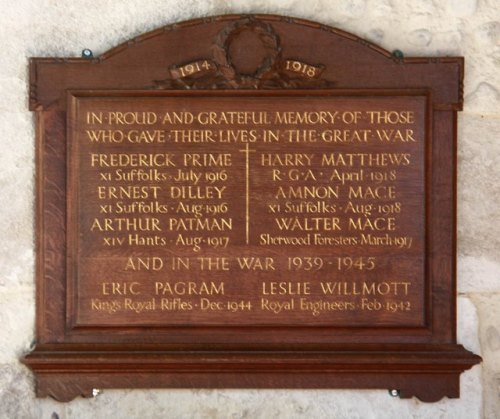 1914 1918
IN·PROUD·AND·GRATEFUL·MEMORY·OF·THOSE
WHO·GAVE·THEIR·LIVES·IN·THE·GREAT·WAR
FREDERICK PRIME
XI Suffolks·July 1916
ERNEST DILLEY
XI Suffolks·Aug·1916
ARTHUR PATMAN
XIV Hants·Aug·1917
HARRY MATTHEWS
R·G·A·April·1918
AMNON MACE
XI Suffolks·Aug·1918
WALTER MACE
Sherwood Foresters·March·1917
AND IN THE WAR 1939·1945
ERIC PAGRAM
Kings Royal Rifles·Dec·1944
LESLIE WILLMOTT
Royal Engineers·Feb·1942